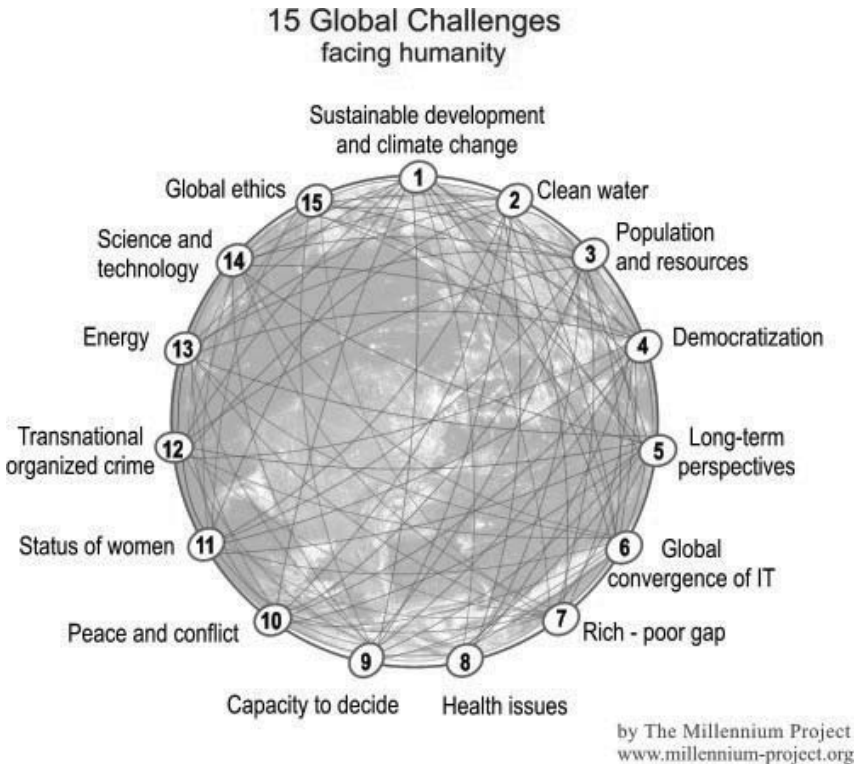 15 Global Challenges
facing humanity
Sustainable development
and climate change
1
2
Clean water
3
Population
and resources
4
Democratization
5
Long-term
perspectives
6
Global
convergence of IT
7
Rich - poor gap
8
Health issues
9
Capacity to decide
10
Peace and conflict
11
Status of women
12
Transnational
organized crime
13
Energy
14
Science and
technology
15
Global ethics
by The Millennium Project
www.millennium-project.org